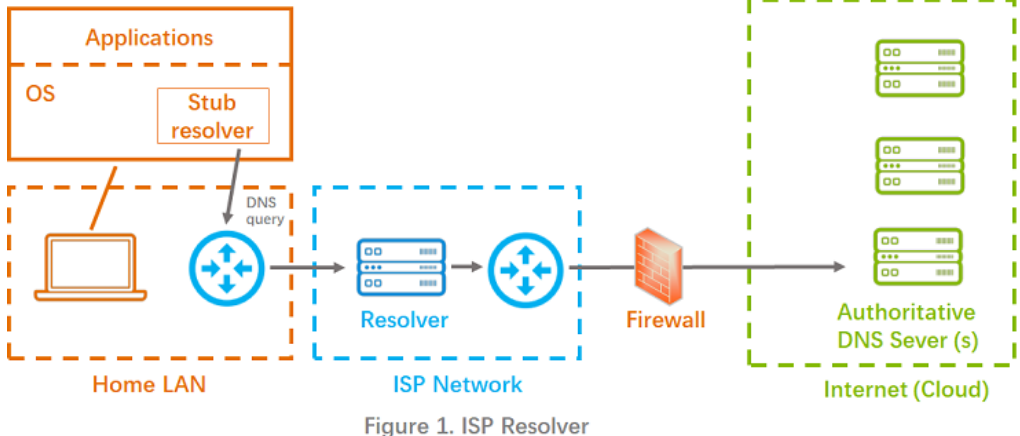 Applications
OS
Stub
resolver
DNS
query
Resolver
Firewall
Authoritative
DNS Sever (s)
Home LAN
ISP Network
Internet (Cloud)
Figure 1. ISP Resolver